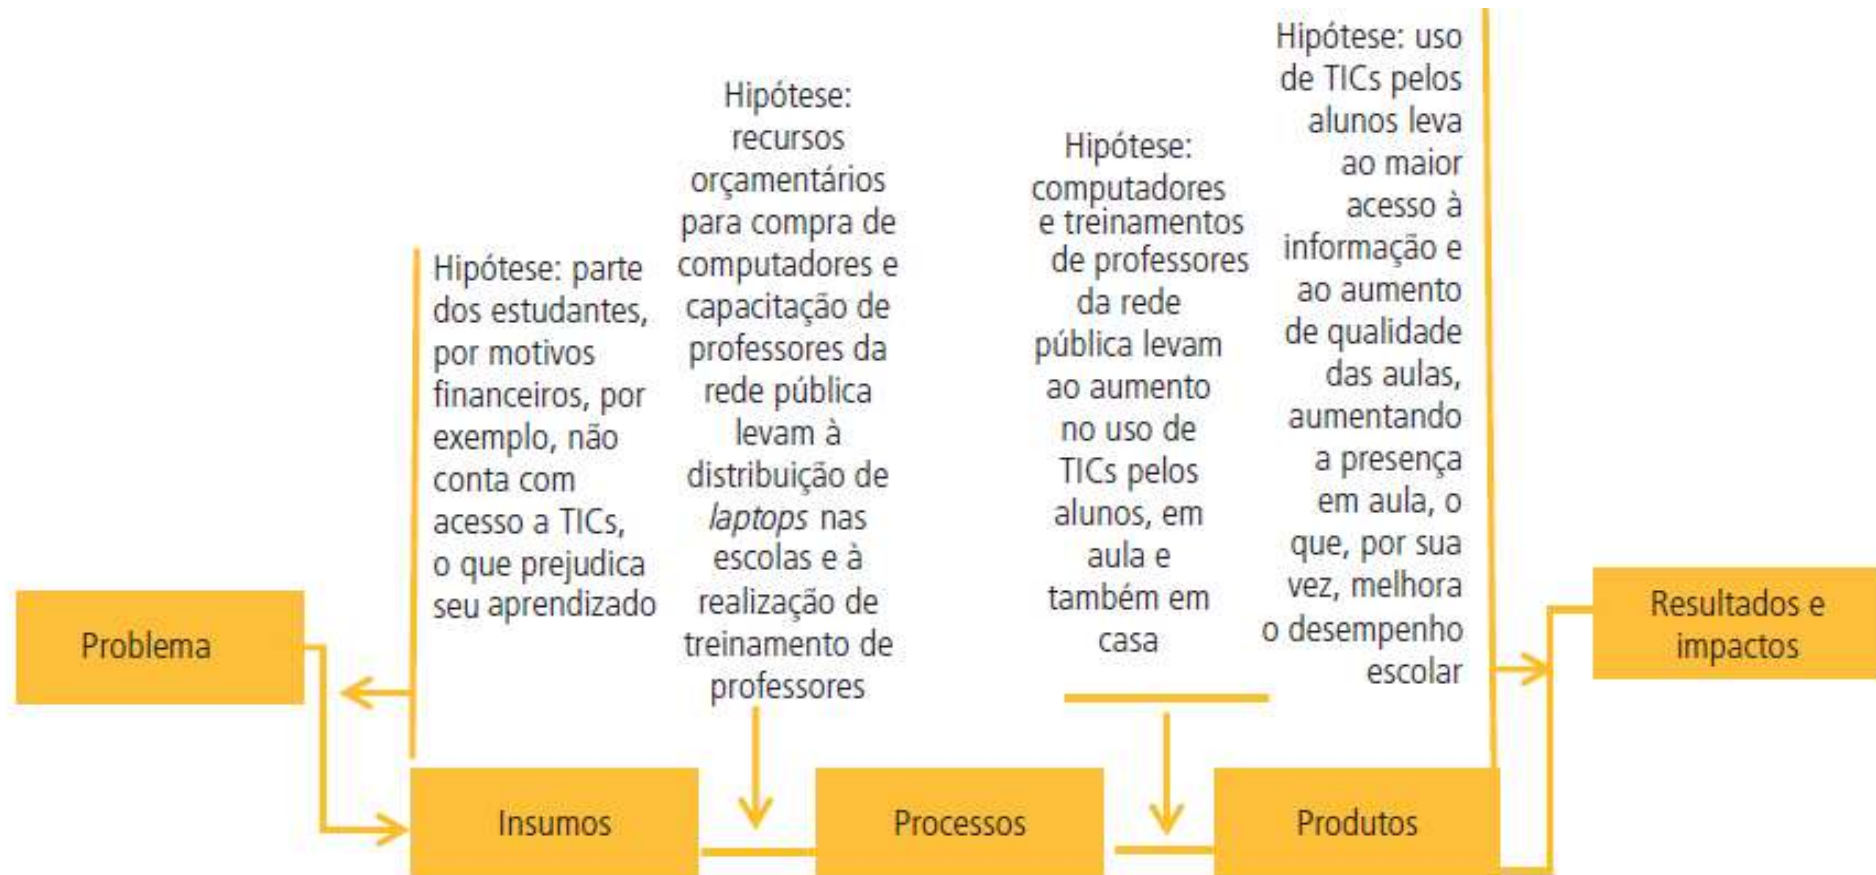 Problema
Hipótese: parte
dos estudantes,
por motivos
financeiros, por
exemplo, não
conta com
acesso a TICs,
o que prejudica
seu aprendizado
Insumos
Hipótese:
recursos
orçamentários
para compra de
computadores e
capacitação de
professores da
rede pública
levam à
distribuição de
laptops nas
escolas e à
realização de
treinamento de
professores
Processos
Hipótese:
computadores
e treinamentos
de professores
da rede
pública levam
ao aumento
no uso de
TICs pelos
alunos, em
aula e
também em
casa
Produtos
Hipótese: uso
de TICs pelos
alunos leva
ao maior
acesso à
informação e
ao aumento
de qualidade
das aulas,
aumentando
a presença
em aula, o
que, por sua
vez, melhora
o desempenho
escolar
Resultados e
impactos